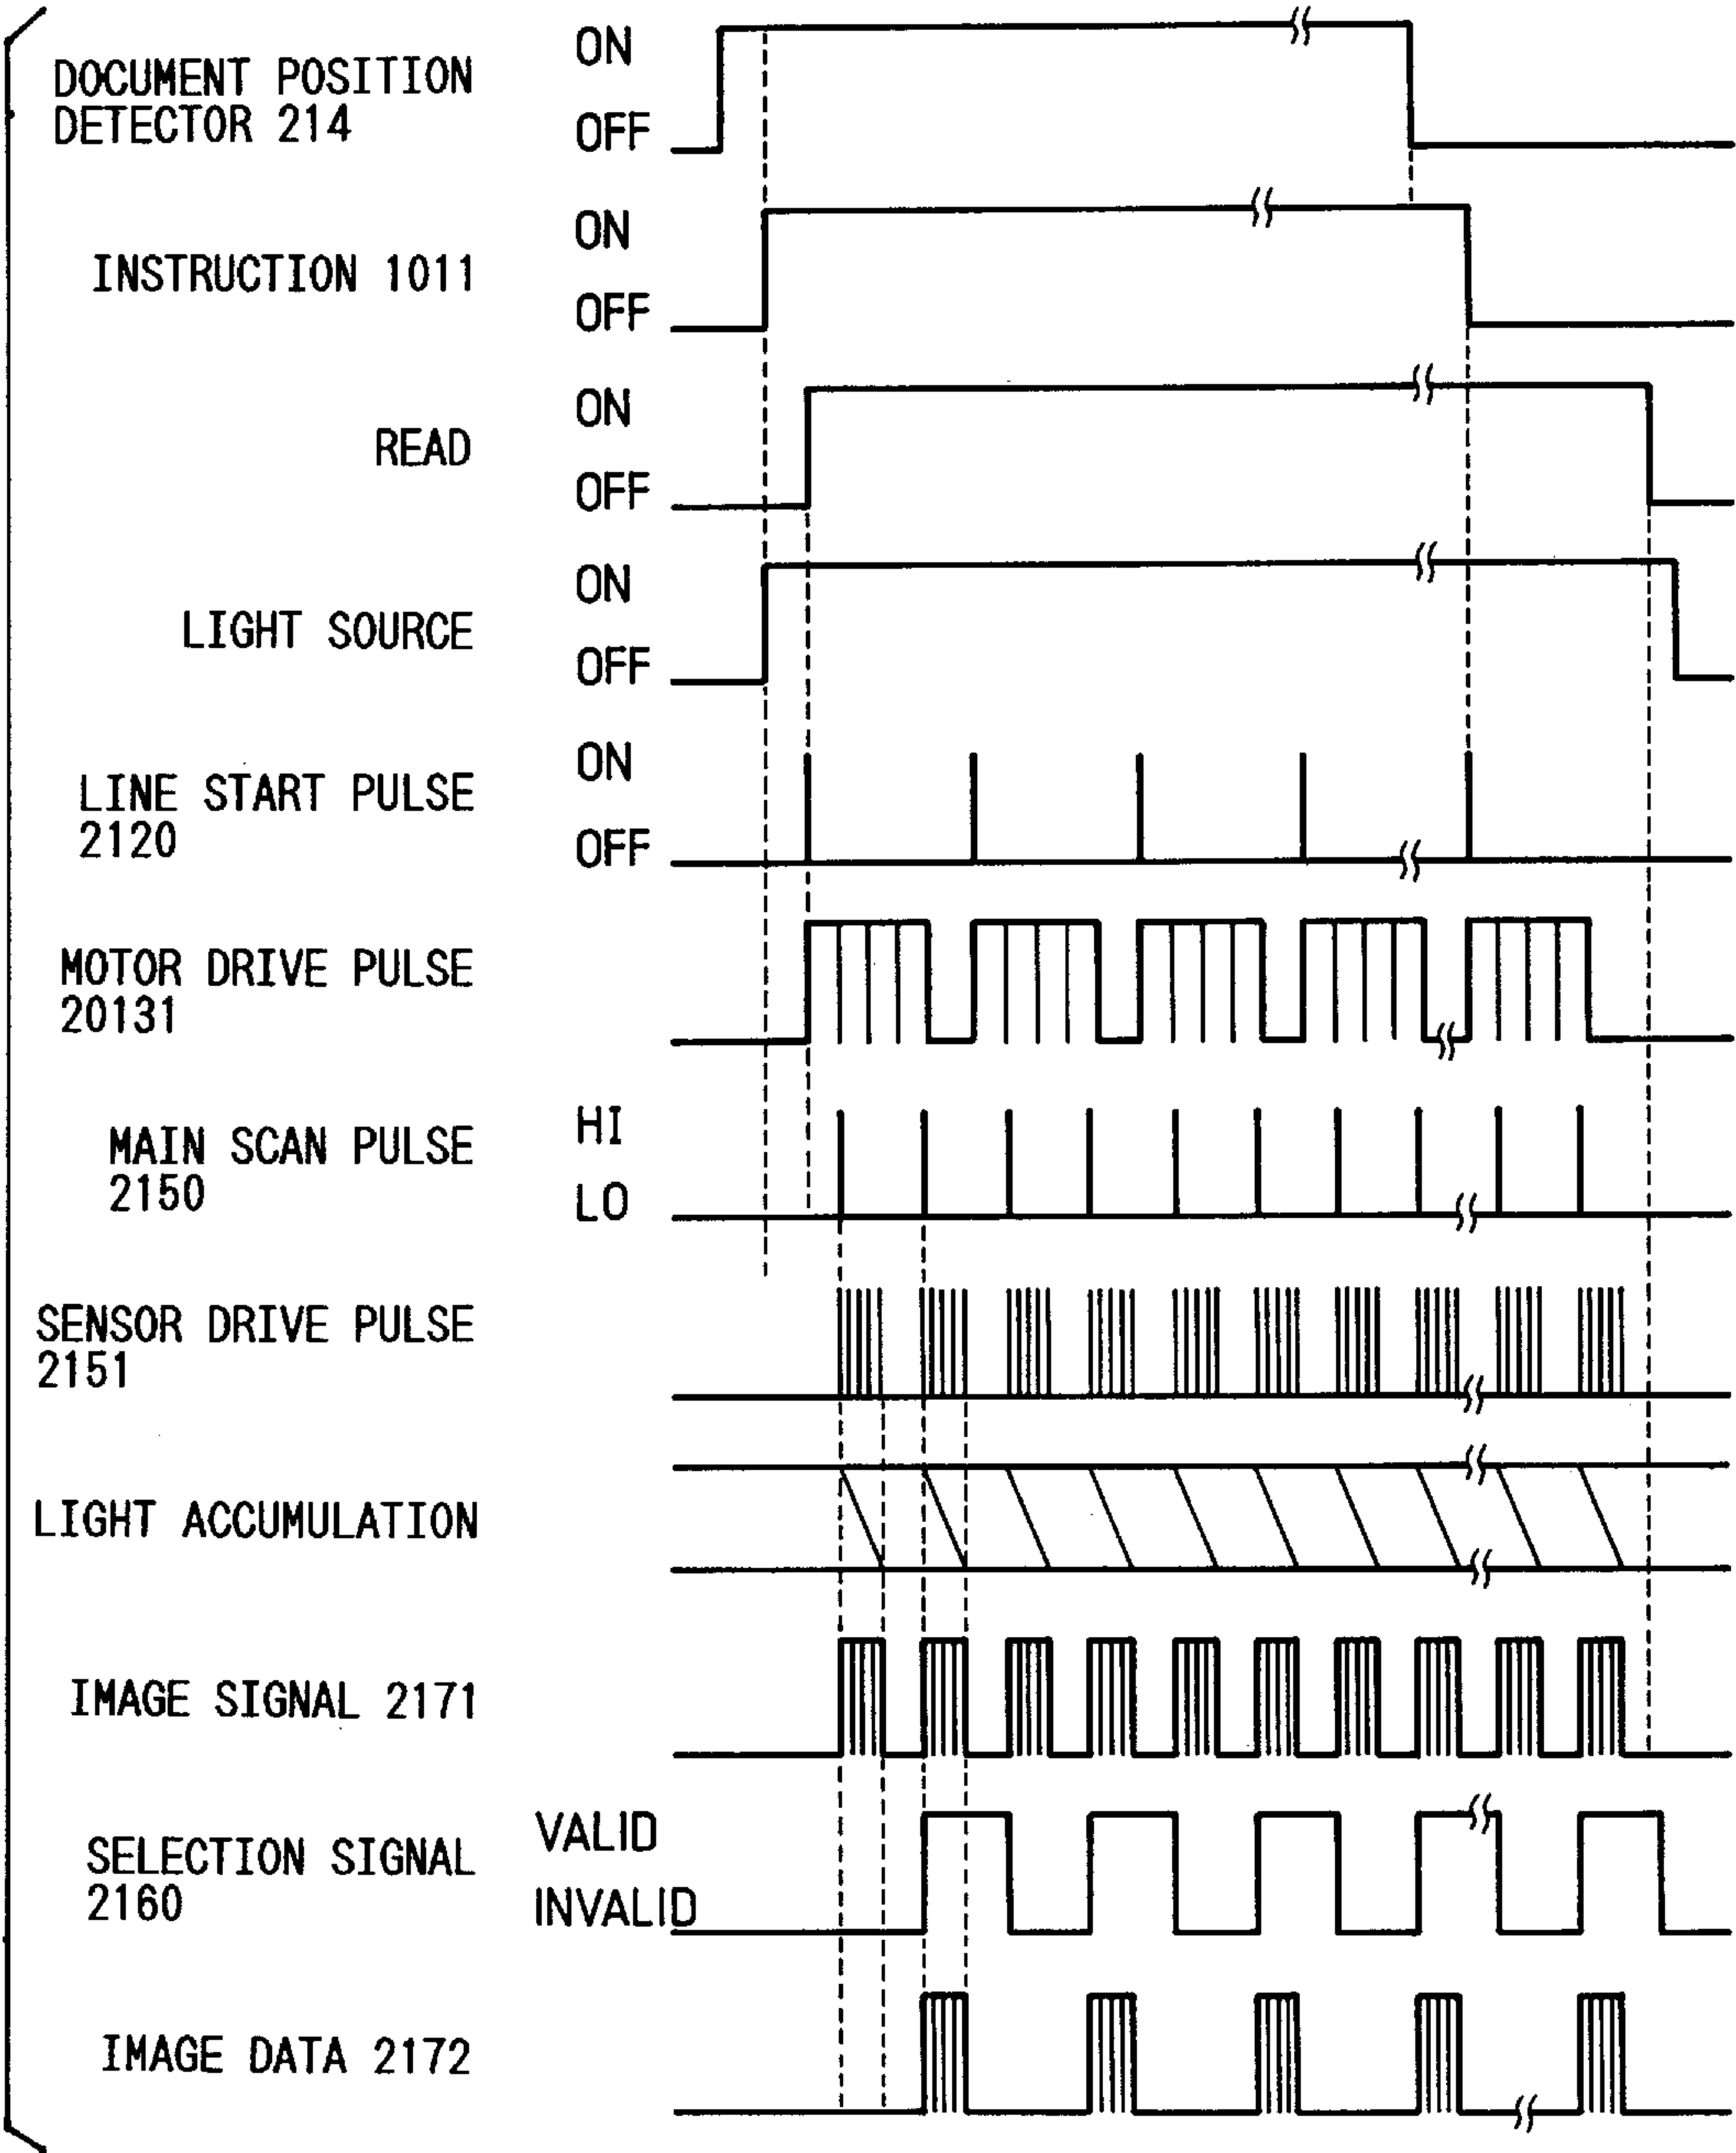 DOCUMENT POSITION
DETECTOR 214
ON
OFF
INSTRUCTION 1011
ON
OFF
READ
ON
OFF
LIGHT SOURCE
ON
OFF
LINE START PULSE
2120
ON
OFF
MOTOR DRIVE PULSE
20131
MAIN SCAN PULSE
2150
HI
LO
SENSOR DRIVE PULSE
2151
LIGHT ACCUMULATION
IMAGE SIGNAL 2171
SELECTION SIGNAL
2160
VALID
INVALID
IMAGE DATA 2172